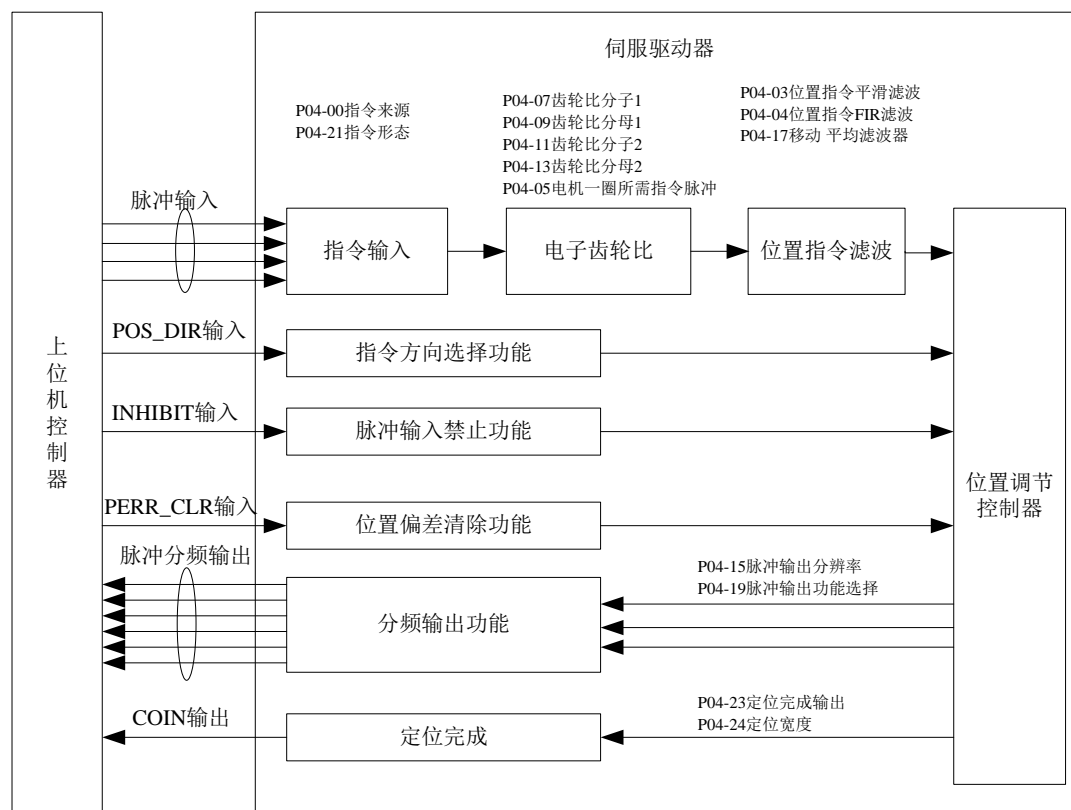 伺服驱动器
P04-00指令来源
P04-21指令形态
P04-07齿轮比分子1
P04-09齿轮比分母1
P04-11齿轮比分子2
P04-13齿轮比分母2
P04-05电机一圈所需指令脉冲
P04-03位置指令平滑滤波
P04-04位置指令FIR滤波
P04-17移动 平均滤波器
脉冲输入
指令输入
电子齿轮比
位置指令滤波
上位机控制器
POS_DIR输入
指令方向选择功能
INHIBIT输入
脉冲输入禁止功能
位置调节
控制器
PERR_CLR输入
位置偏差清除功能
脉冲分频输出
分频输出功能
P04-15脉冲输出分辨率
P04-19脉冲输出功能选择
COIN输出
定位完成
P04-23定位完成输出
P04-24定位宽度